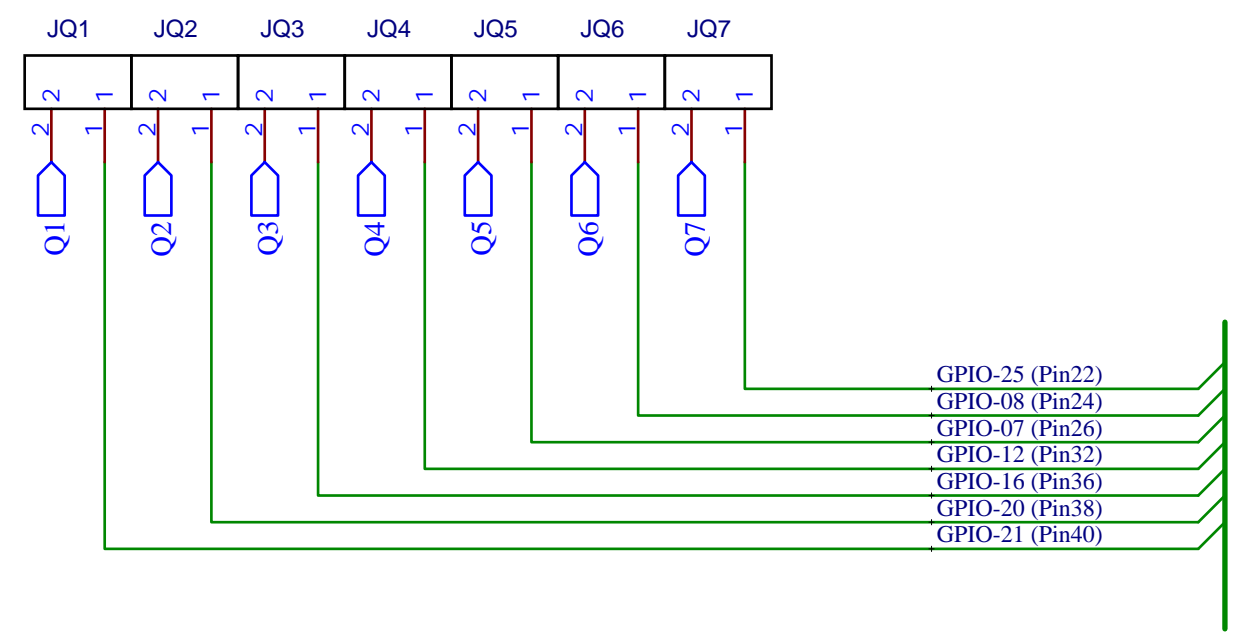 JQ1 JQ2 JQ3 JQ4 JQ5 JQ6 JQ7
2 1 2 1 2 1 2 1 2 1 2 1 2 1
2 1 2 1 2 1 2 1 2 1 2 1 2 1
Q1 Q2 Q3 Q4 Q5 Q6 Q7
GPIO-25 (Pin22)
GPIO-08 (Pin24)
GPIO-07 (Pin26)
GPIO-12 (Pin32)
GPIO-16 (Pin36)
GPIO-20 (Pin38)
GPIO-21 (Pin40)